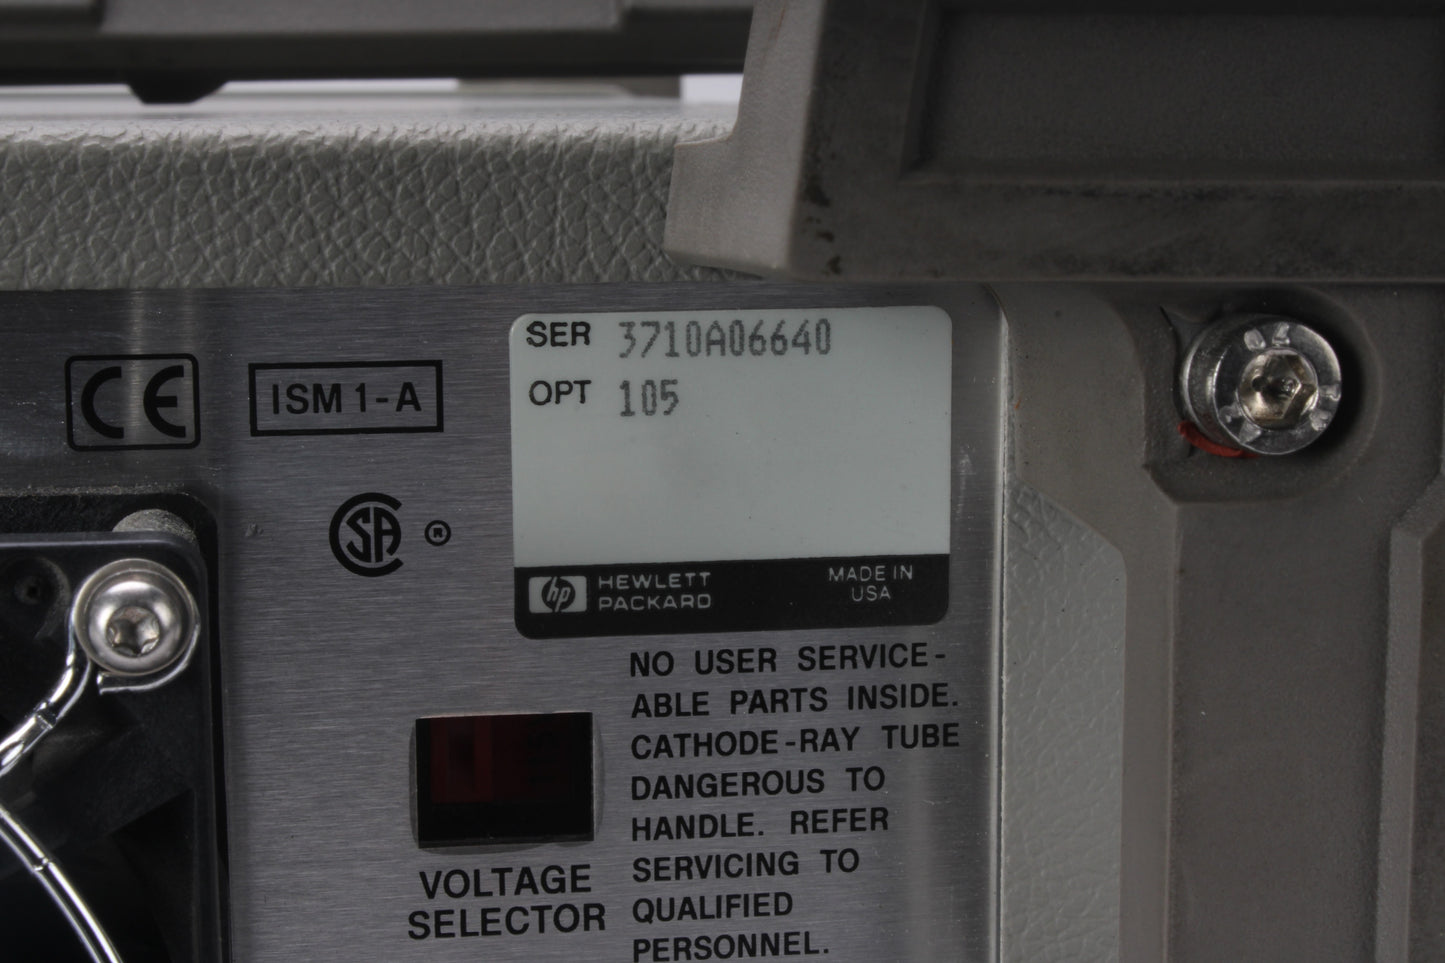 SER 3710A06640
OPT 105
CE
ISM 1-A
SA ®
hp HEWLETT
PACKARD
MADE IN
USA
NO USER SERVICE-
ABLE PARTS INSIDE.
CATHODE-RAY TUBE
DANGEROUS TO
HANDLE. REFER
SERVICING TO
QUALIFIED
PERSONNEL.
VOLTAGE
SELECTOR